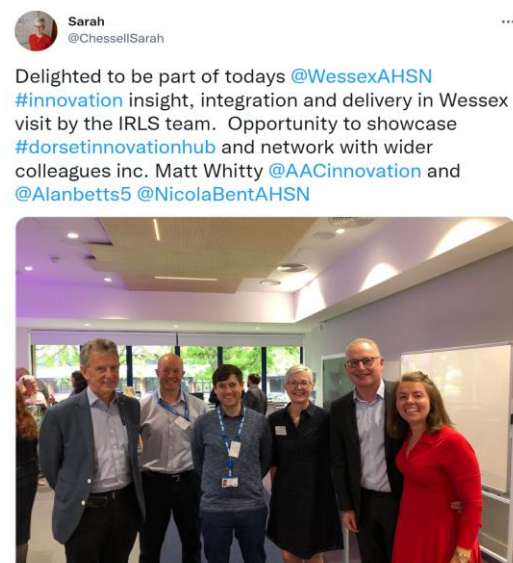 Sarah
@ChessellSarah
Delighted to be part of todays @WessexAHSN
#innovation insight, integration and delivery in Wessex
visit by the IRLS team.  Opportunity to showcase
#dorsetinnovationhub and network with wider
colleagues inc. Matt Whitty @AACinnovation and
@Alanbetts5 @NicolaBentAHSN